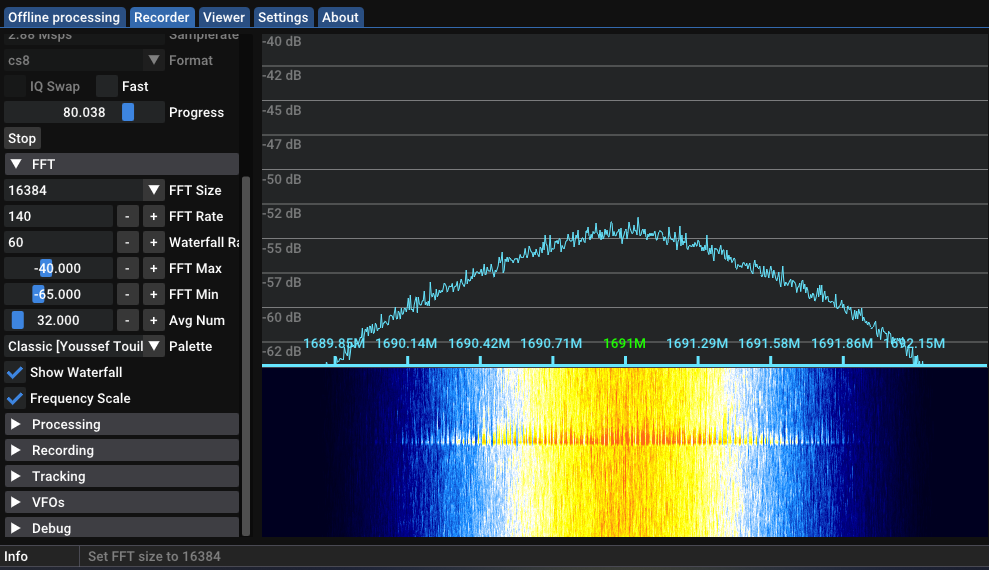 Offline processing Recorder Viewer Settings About
2.88 Msps Samplerate
cs8 Format
IQ Swap Fast
80.038 Progress
Stop
FFT
16384 FFT Size
140 - + FFT Rate
60 - + Waterfall Ra
-40.000 - + FFT Max
-65.000 - + FFT Min
32.000 - + Avg Num
Classic [Youssef Touil Palette
Show Waterfall
Frequency Scale
Processing
Recording
Tracking
VFOs
Debug
-40 dB
-42 dB
-45 dB
-47 dB
-50 dB
-52 dB
-55 dB
-57 dB
-60 dB
-62 dB
1689.85M 1690.14M 1690.42M 1690.71M 1691M 1691.29M 1691.58M 1691.86M 1692.15M
Info Set FFT size to 16384